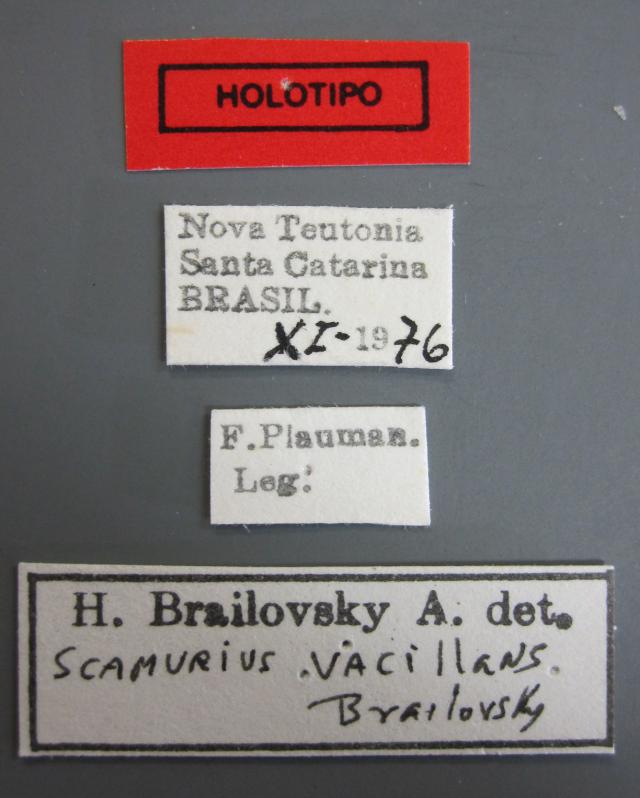 HOLOTIPO
Nova Teutonia
Santa Catarina
BRASIL.
XI-1976
F.Plauman.
Leg:
H. Brailovsky A. det.
SCAMURIUS VACillANS.
Brailovsky